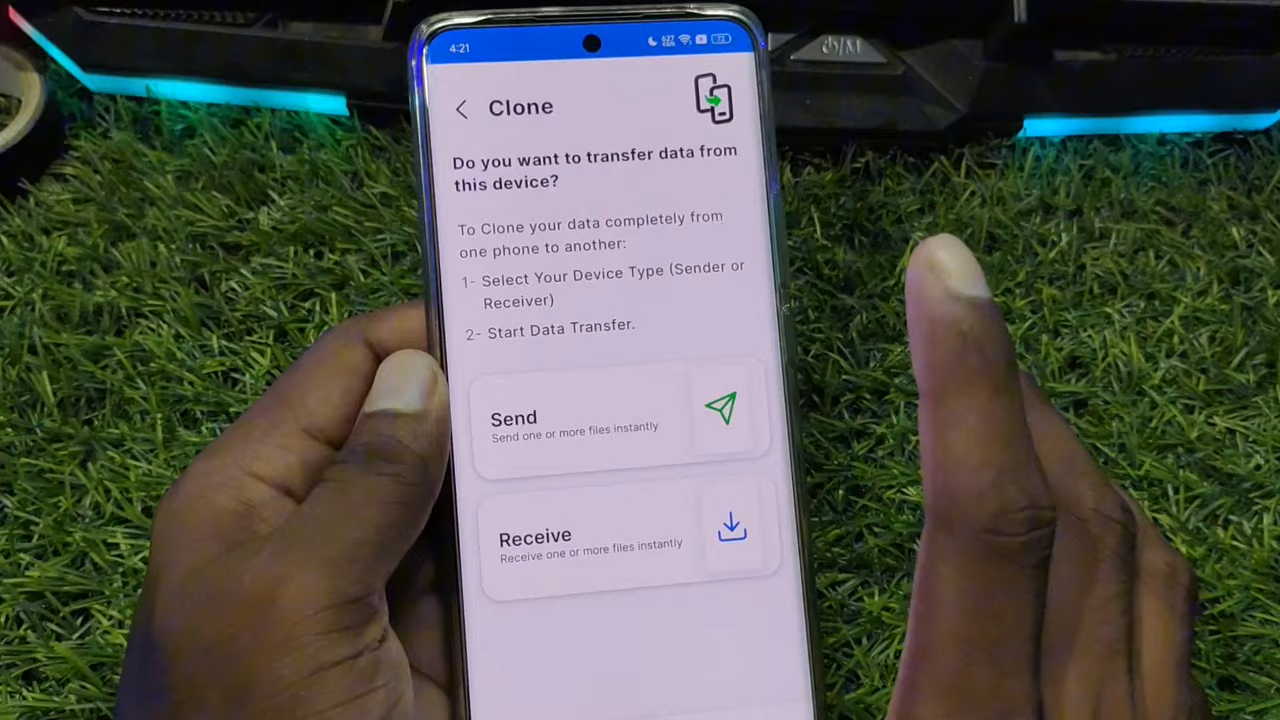 4:21
72
Clone
Do you want to transfer data from
this device?
To Clone your data completely from
one phone to another:
1- Select Your Device Type (Sender or
Receiver)
2- Start Data Transfer.
Send
Send one or more files instantly
Receive
Receive one or more files instantly